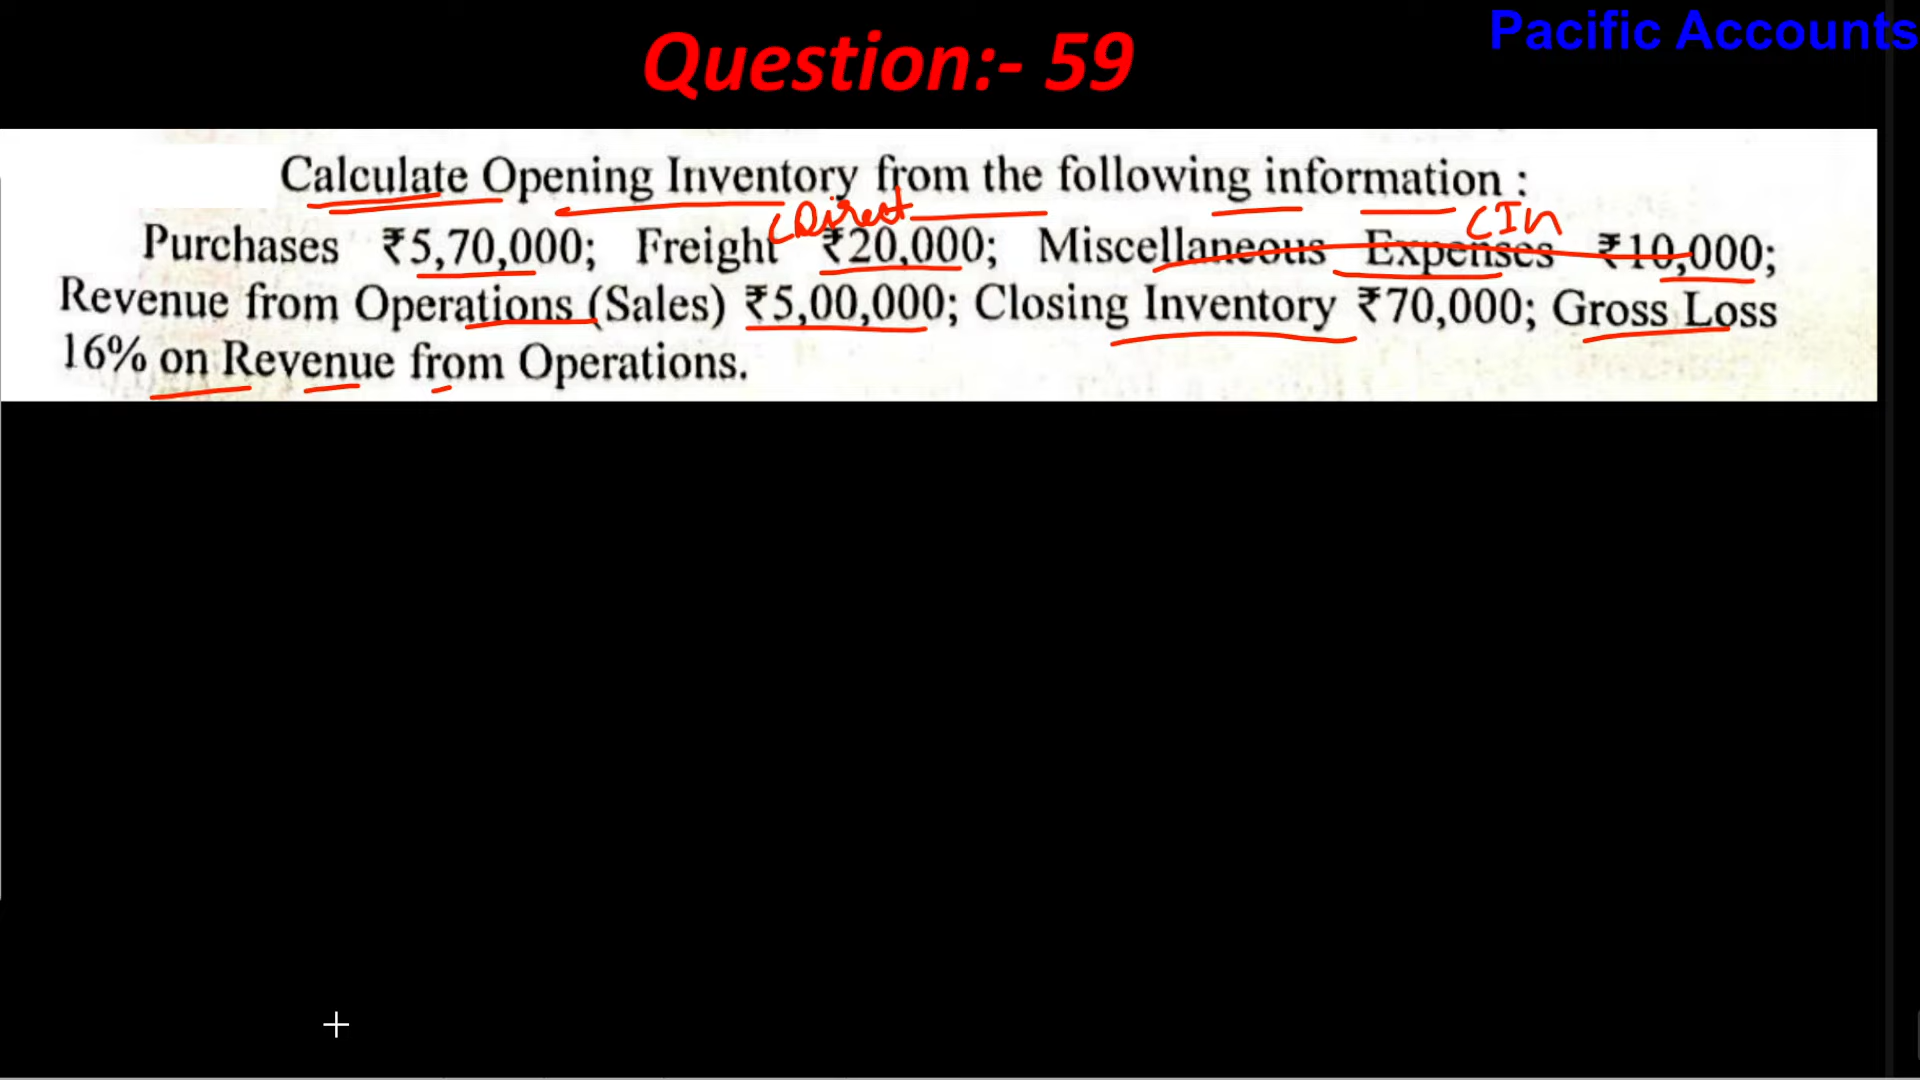 Question:- 59
Pacific Accounts
Calculate Opening Inventory from the following information :
(Direct
(In
Purchases ₹5,70,000; Freight ₹20,000; Miscellaneous Expenses ₹10,000;
Revenue from Operations (Sales) ₹5,00,000; Closing Inventory ₹70,000; Gross Loss
16% on Revenue from Operations.